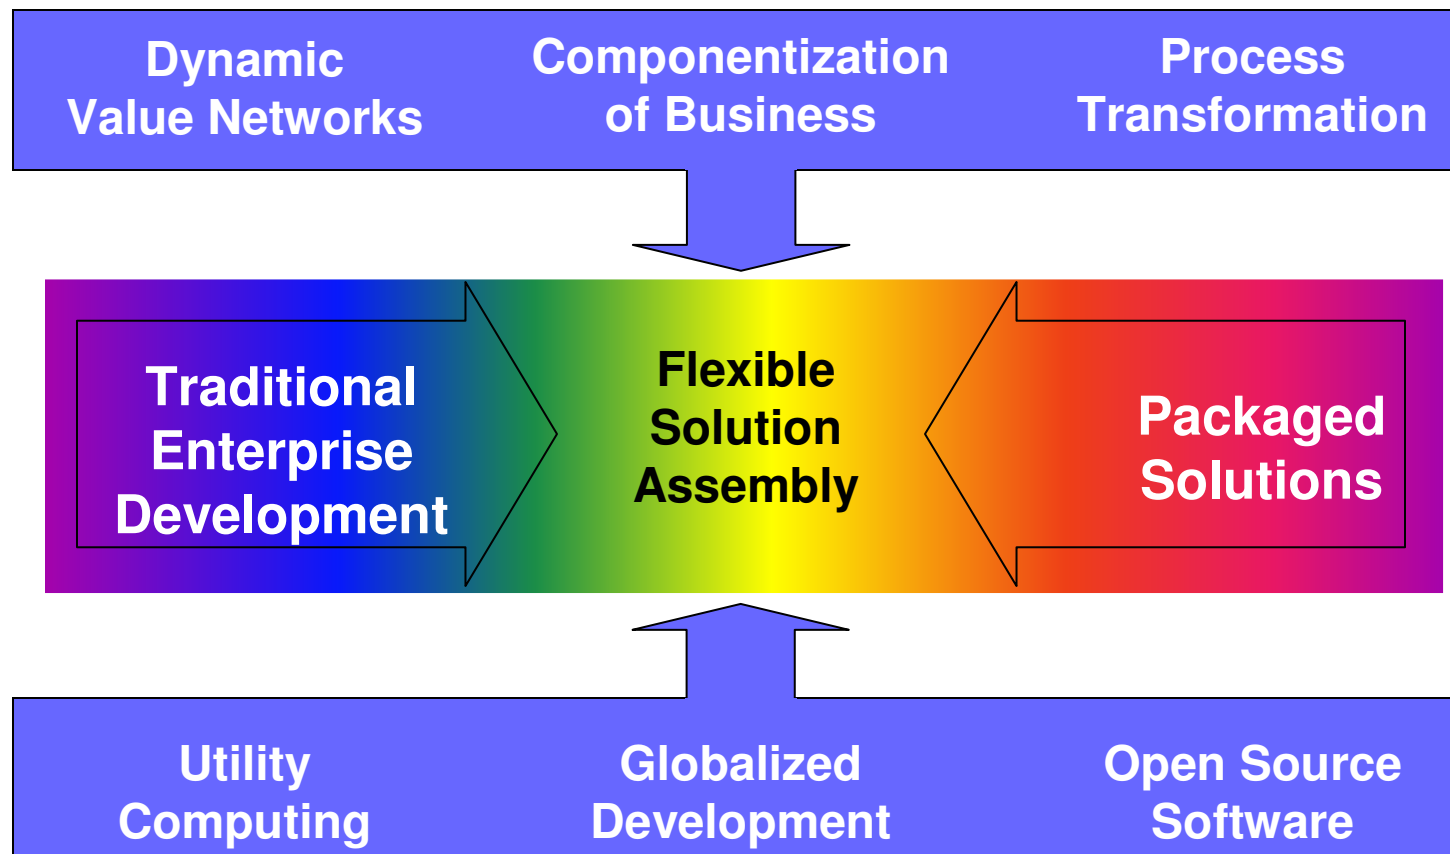 Dynamic
Value Networks
Componentization
of Business
Process
Transformation
Traditional
Enterprise
Development
Flexible
Solution
Assembly
Packaged
Solutions
Utility
Computing
Globalized
Development
Open Source
Software